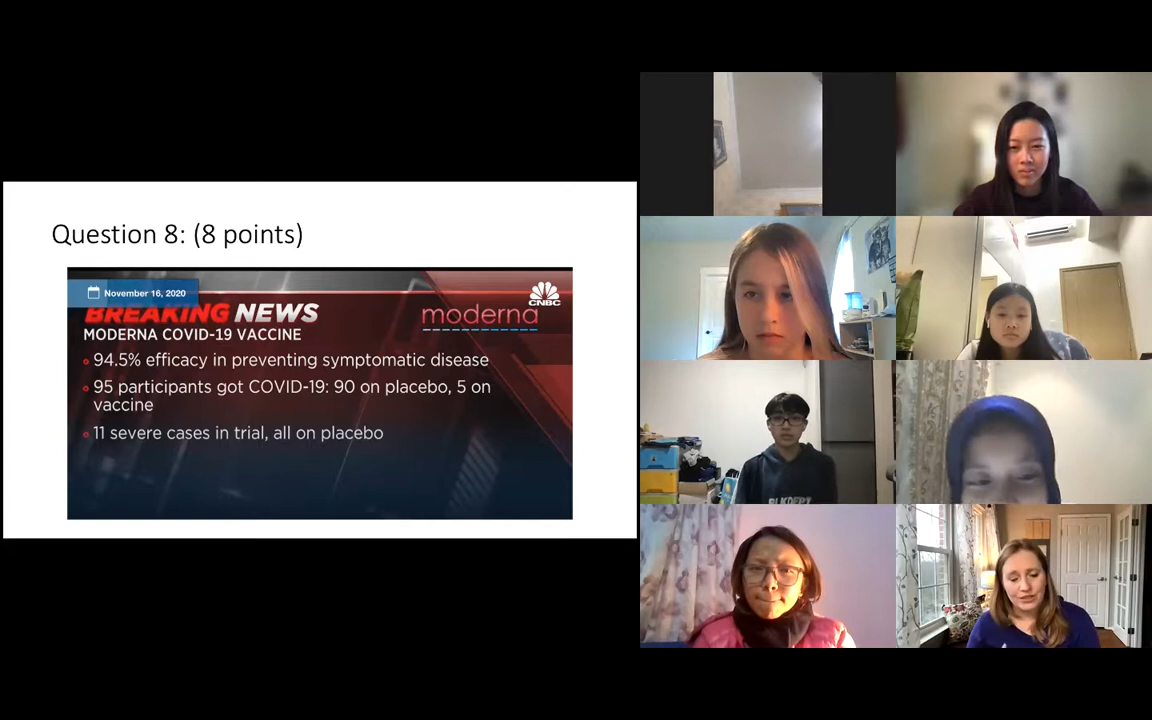 Question 8: (8 points)
November 16, 2020
BREAKING NEWS
moderna
CNBC
MODERNA COVID-19 VACCINE
94.5% efficacy in preventing symptomatic disease
95 participants got COVID-19: 90 on placebo, 5 on
vaccine
11 severe cases in trial, all on placebo
BLKDEPT